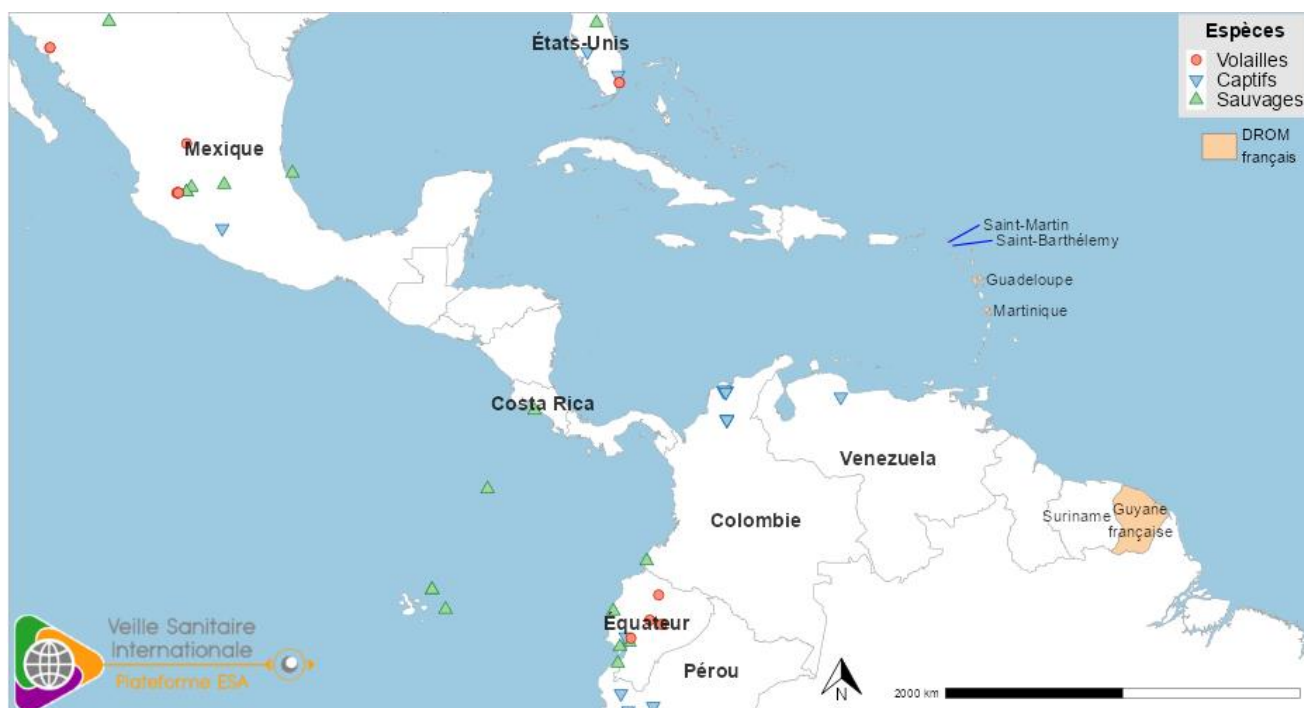 Espèces
Volailles
Captifs
Sauvages
DROM
français
États-Unis
Mexique
Saint-Martin
Saint-Barthélemy
Guadeloupe
Martinique
Costa Rica
Venezuela
Colombie
Suriname
Guyane
française
Équateur
Pérou
Veille Sanitaire
Internationale
Plateforme ESA
N
2000 km